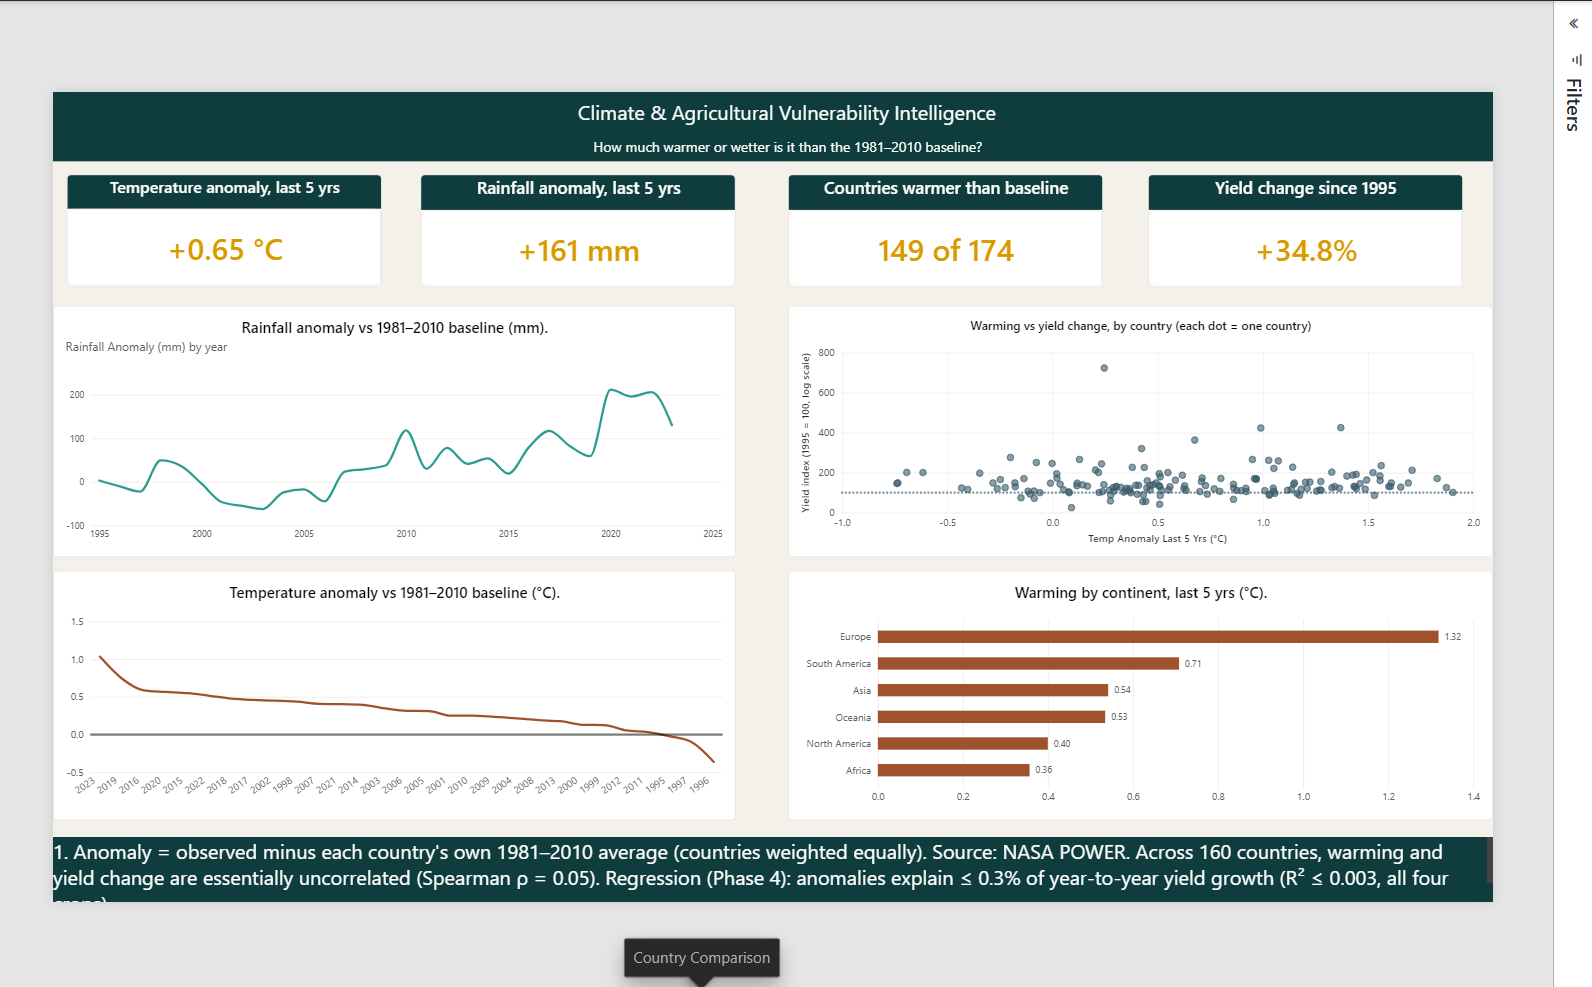 «
Filters
Climate & Agricultural Vulnerability Intelligence
How much warmer or wetter is it than the 1981–2010 baseline?
Temperature anomaly, last 5 yrs
+0.65 °C
Rainfall anomaly, last 5 yrs
+161 mm
Countries warmer than baseline
149 of 174
Yield change since 1995
+34.8%
Rainfall anomaly vs 1981–2010 baseline (mm).
Rainfall Anomaly (mm) by year
200
100
0
-100
1995
2000
2005
2010
2015
2020
2025
Warming vs yield change, by country (each dot = one country)
Yield index (1995 = 100, log scale)
800
600
400
200
0
-1.0
-0.5
0.0
0.5
1.0
1.5
2.0
Temp Anomaly Last 5 Yrs (°C)
Temperature anomaly vs 1981–2010 baseline (°C).
1.5
1.0
0.5
0.0
-0.5
2023
2019
2016
2020
2015
2022
2018
2017
2002
1998
2007
2021
2014
2003
2006
2005
2001
2010
2009
2004
2008
2013
2000
1999
2012
2011
1995
1997
1996
Warming by continent, last 5 yrs (°C).
Europe
1.32
South America
0.71
Asia
0.54
Oceania
0.53
North America
0.40
Africa
0.36
0.0
0.2
0.4
0.6
0.8
1.0
1.2
1.4
1. Anomaly = observed minus each country's own 1981–2010 average (countries weighted equally). Source: NASA POWER. Across 160 countries, warming and
yield change are essentially uncorrelated (Spearman ρ = 0.05). Regression (Phase 4): anomalies explain ≤ 0.3% of year-to-year yield growth (R² ≤ 0.003, all four
Country Comparison